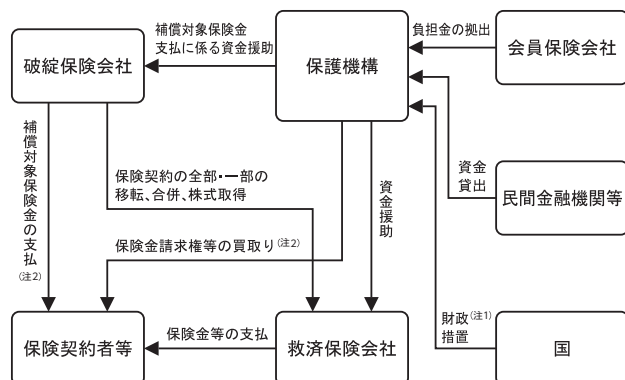 補償対象保険金
支払に係る資金援助
負担金の拠出
破綻保険会社
保護機構
会員保険会社
補償対象保険金の支払(注2)
保険契約の全部・一部の
移転、合併、株式取得
資金援助
資金
貸出
民間金融機関等
保険金請求権等の買取り(注2)
財政(注1)
措置
保険契約者等
保険金等の支払
救済保険会社
国